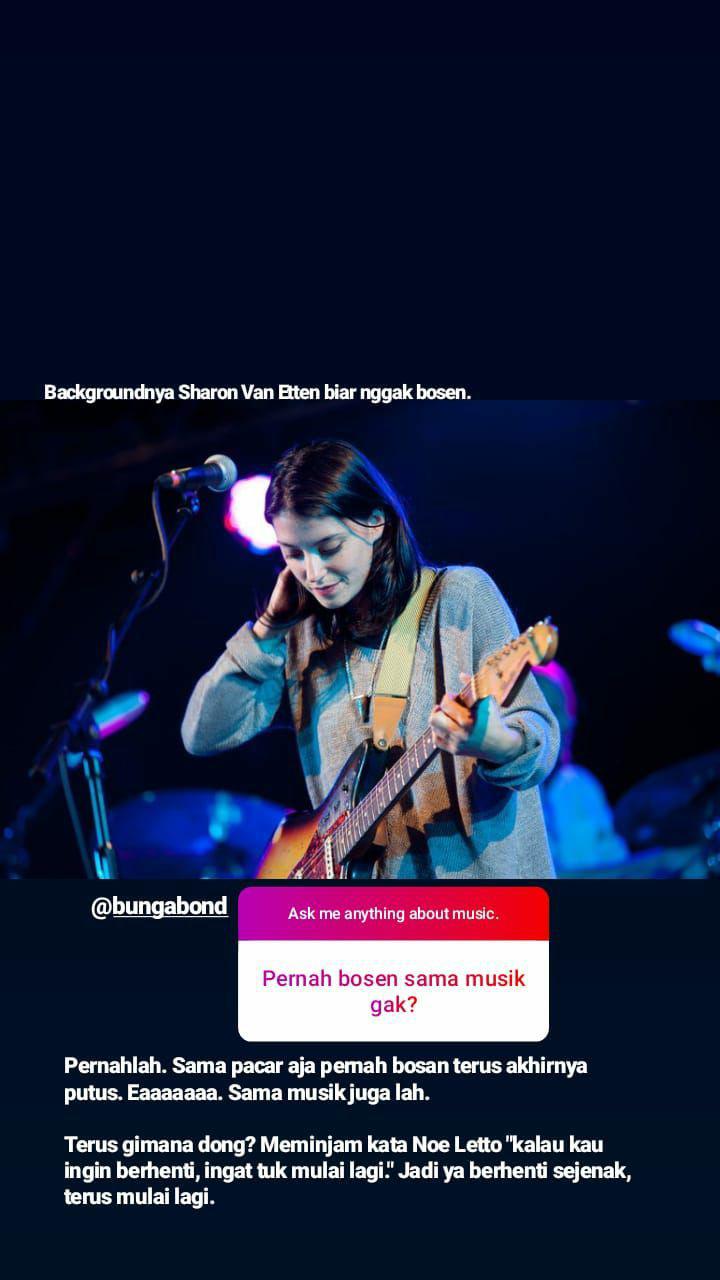 Backgroundnya Sharon Van Etten biar nggak bosen.
@bungabond
Ask me anything about music.
Pernah bosen sama musik
gak?
Pernahlah. Sama pacar aja pernah bosan terus akhirnya
putus. Eaaaaaaa. Sama musik juga lah.
Terus gimana dong? Meminjam kata Noe Letto "kalau kau
ingin berhenti, ingat tuk mulai lagi." Jadi ya berhenti sejenak,
terus mulai lagi.